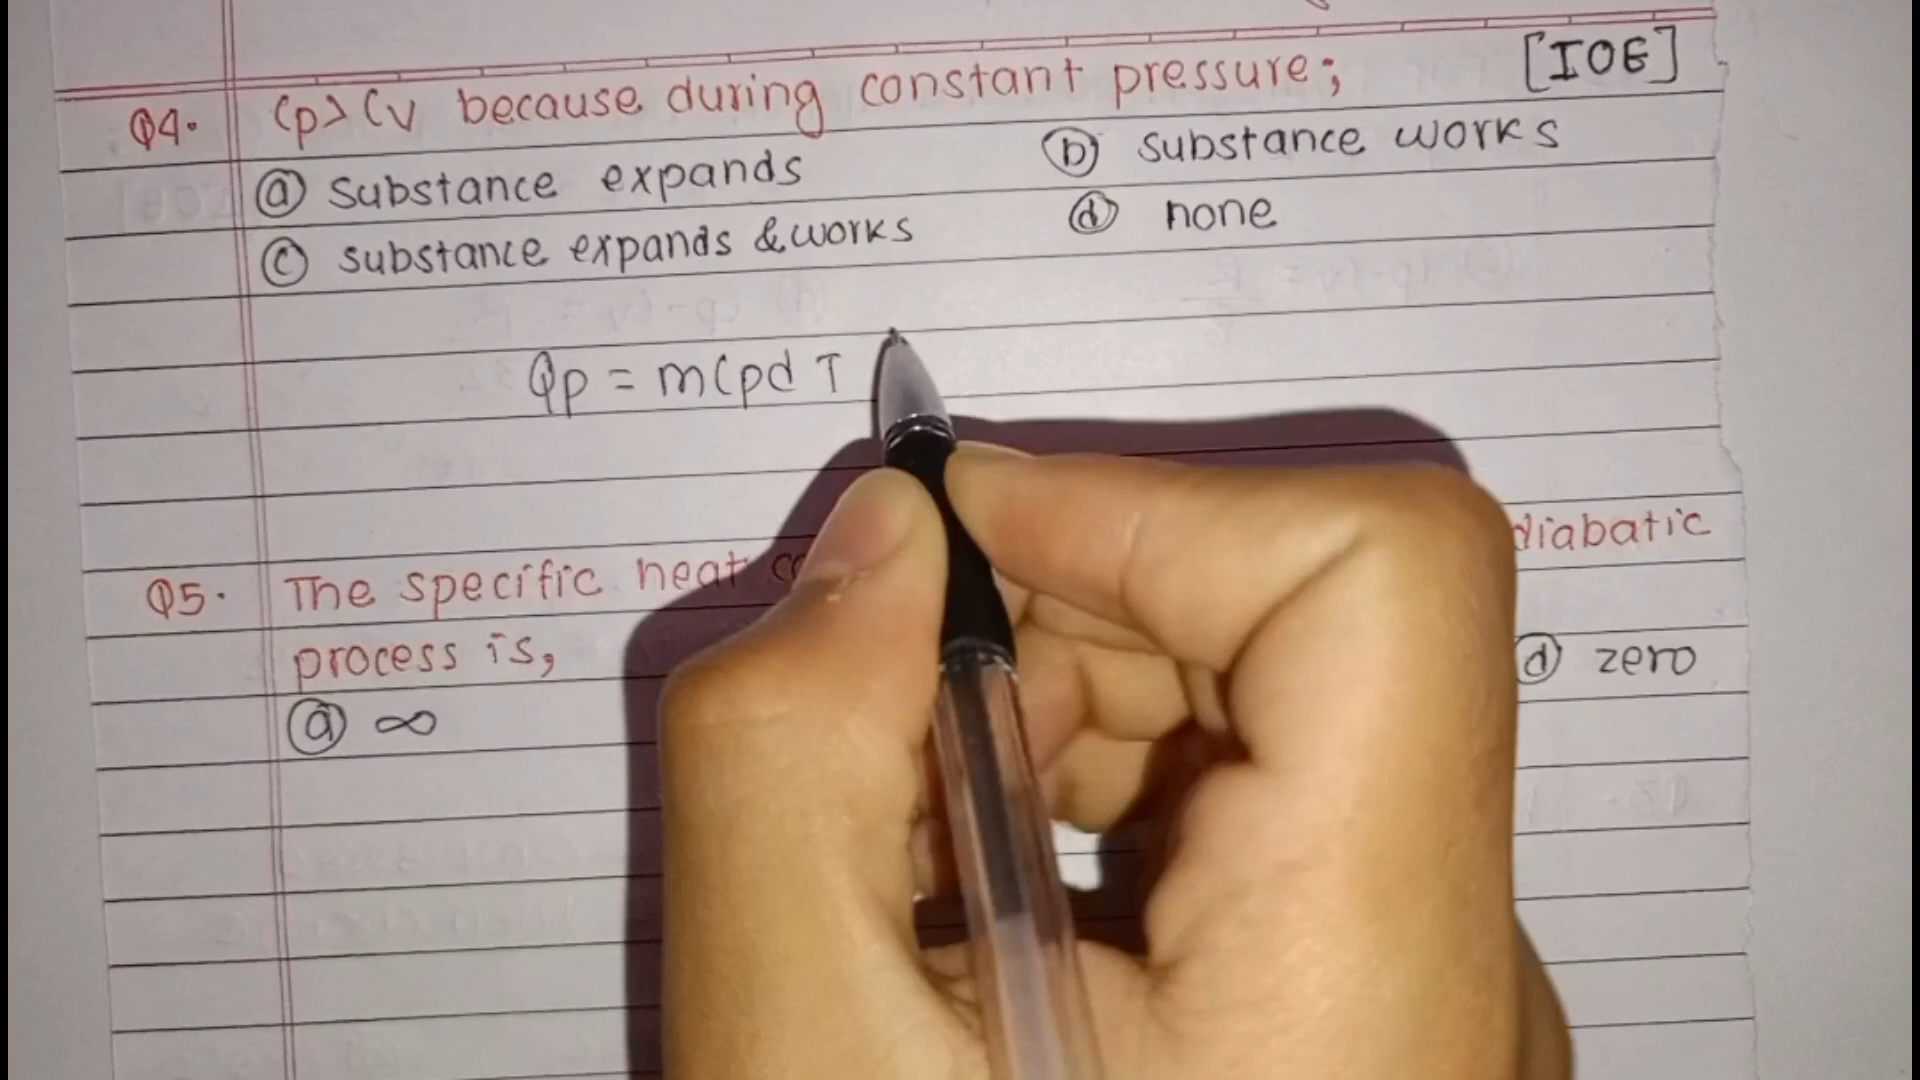 [IOE]
Q4. Cp>Cv because during constant pressure;
(a) substance expands (b) substance works
(c) substance expands & works (d) none
Qp = mCpd T
Q5. The specific heat diabatic
process is,
(d) zero
(a) ∞